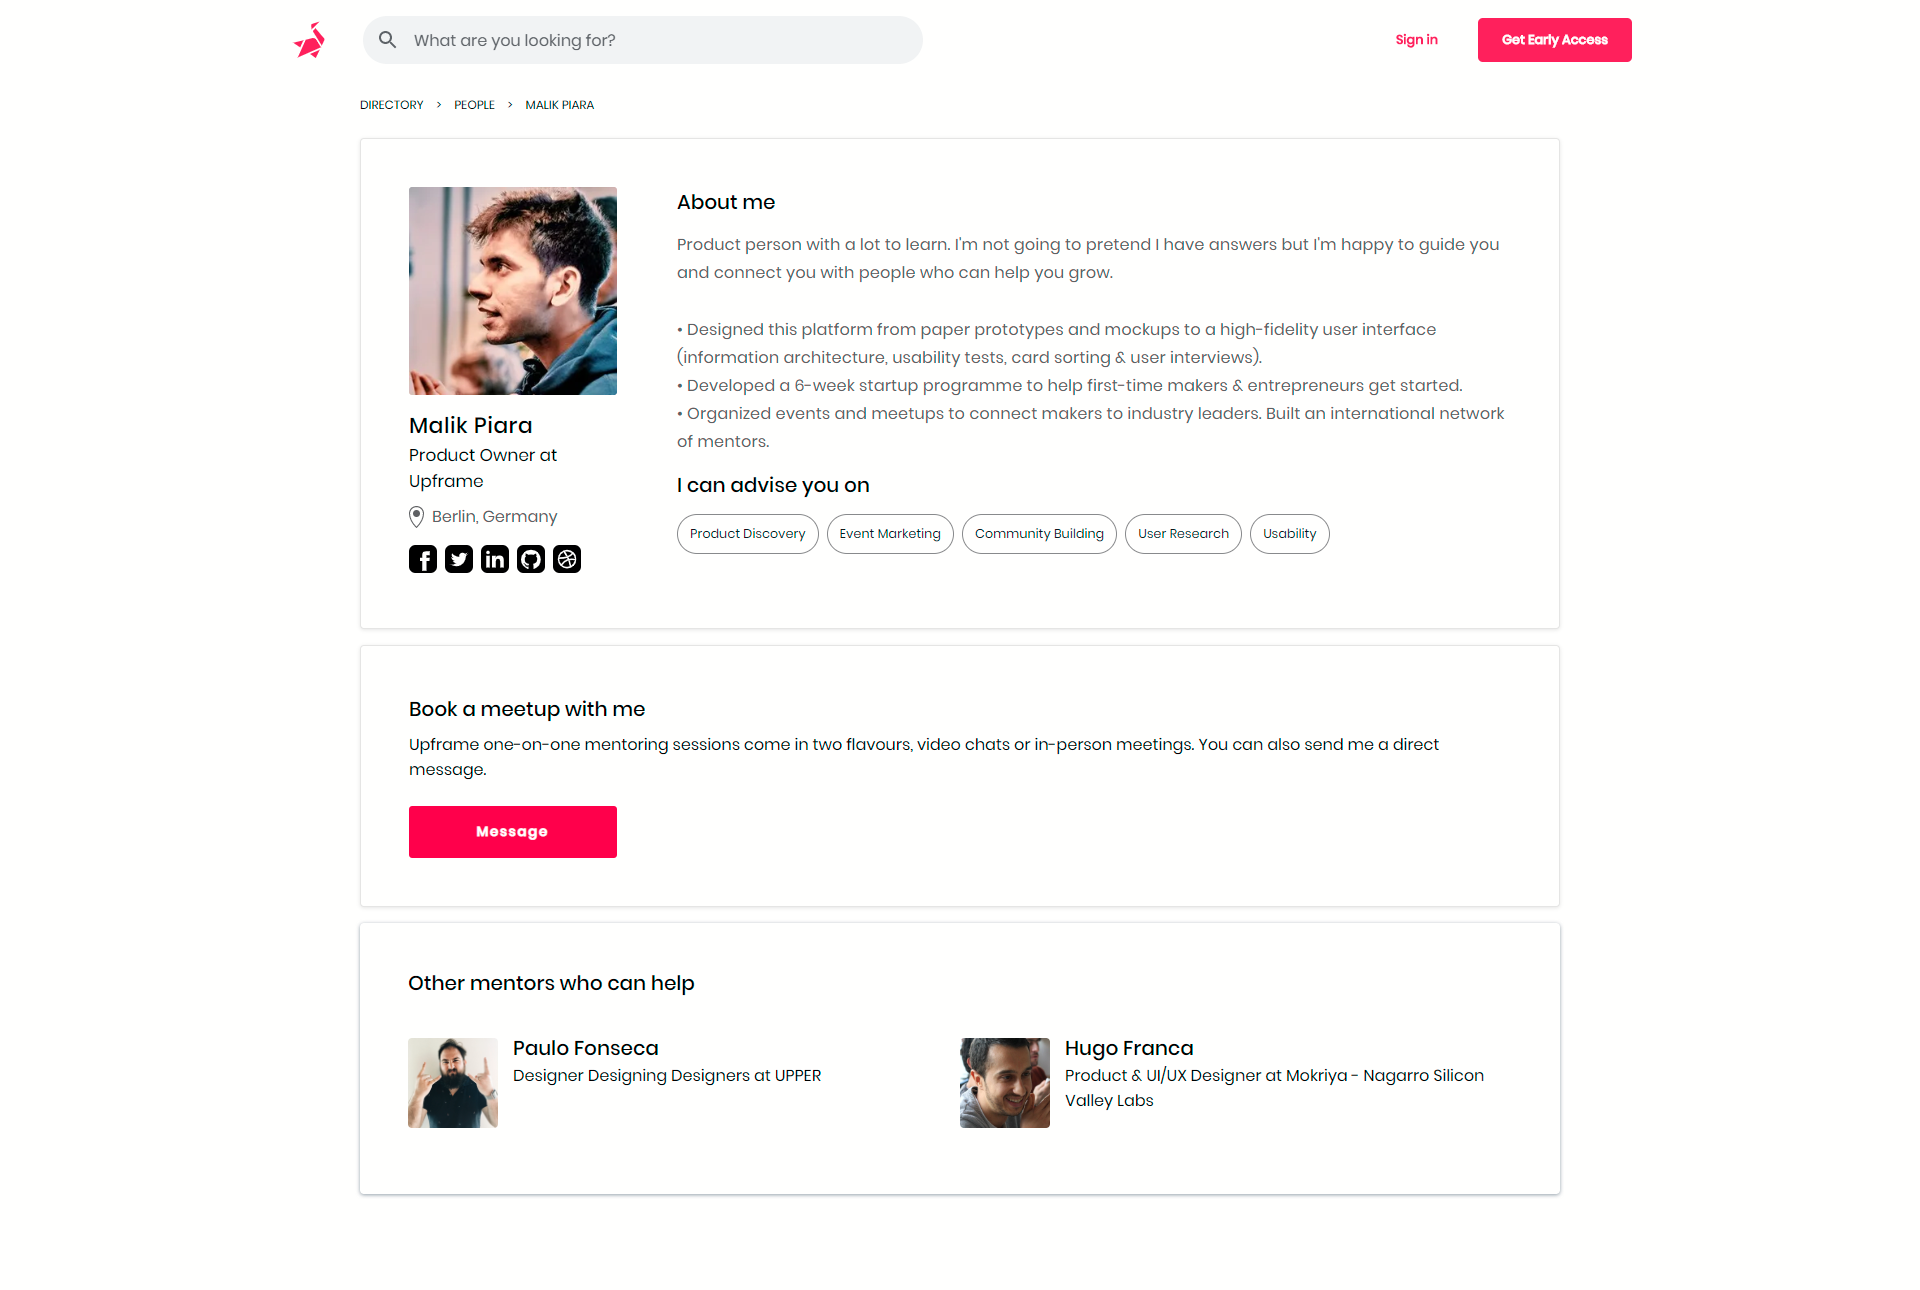 What are you looking for?
Sign in
Get Early Access
DIRECTORY > PEOPLE > MALIK PIARA
About me
Product person with a lot to learn. I'm not going to pretend I have answers but I'm happy to guide you
and connect you with people who can help you grow.
• Designed this platform from paper prototypes and mockups to a high-fidelity user interface
(information architecture, usability tests, card sorting & user interviews).
• Developed a 6-week startup programme to help first-time makers & entrepreneurs get started.
• Organized events and meetups to connect makers to industry leaders. Built an international network
of mentors.
Malik Piara
Product Owner at
Upframe
Berlin, Germany
I can advise you on
Product Discovery
Event Marketing
Community Building
User Research
Usability
Book a meetup with me
Upframe one-on-one mentoring sessions come in two flavours, video chats or in-person meetings. You can also send me a direct
message.
Message
Other mentors who can help
Paulo Fonseca
Designer Designing Designers at UPPER
Hugo Franca
Product & UI/UX Designer at Mokriya - Nagarro Silicon
Valley Labs